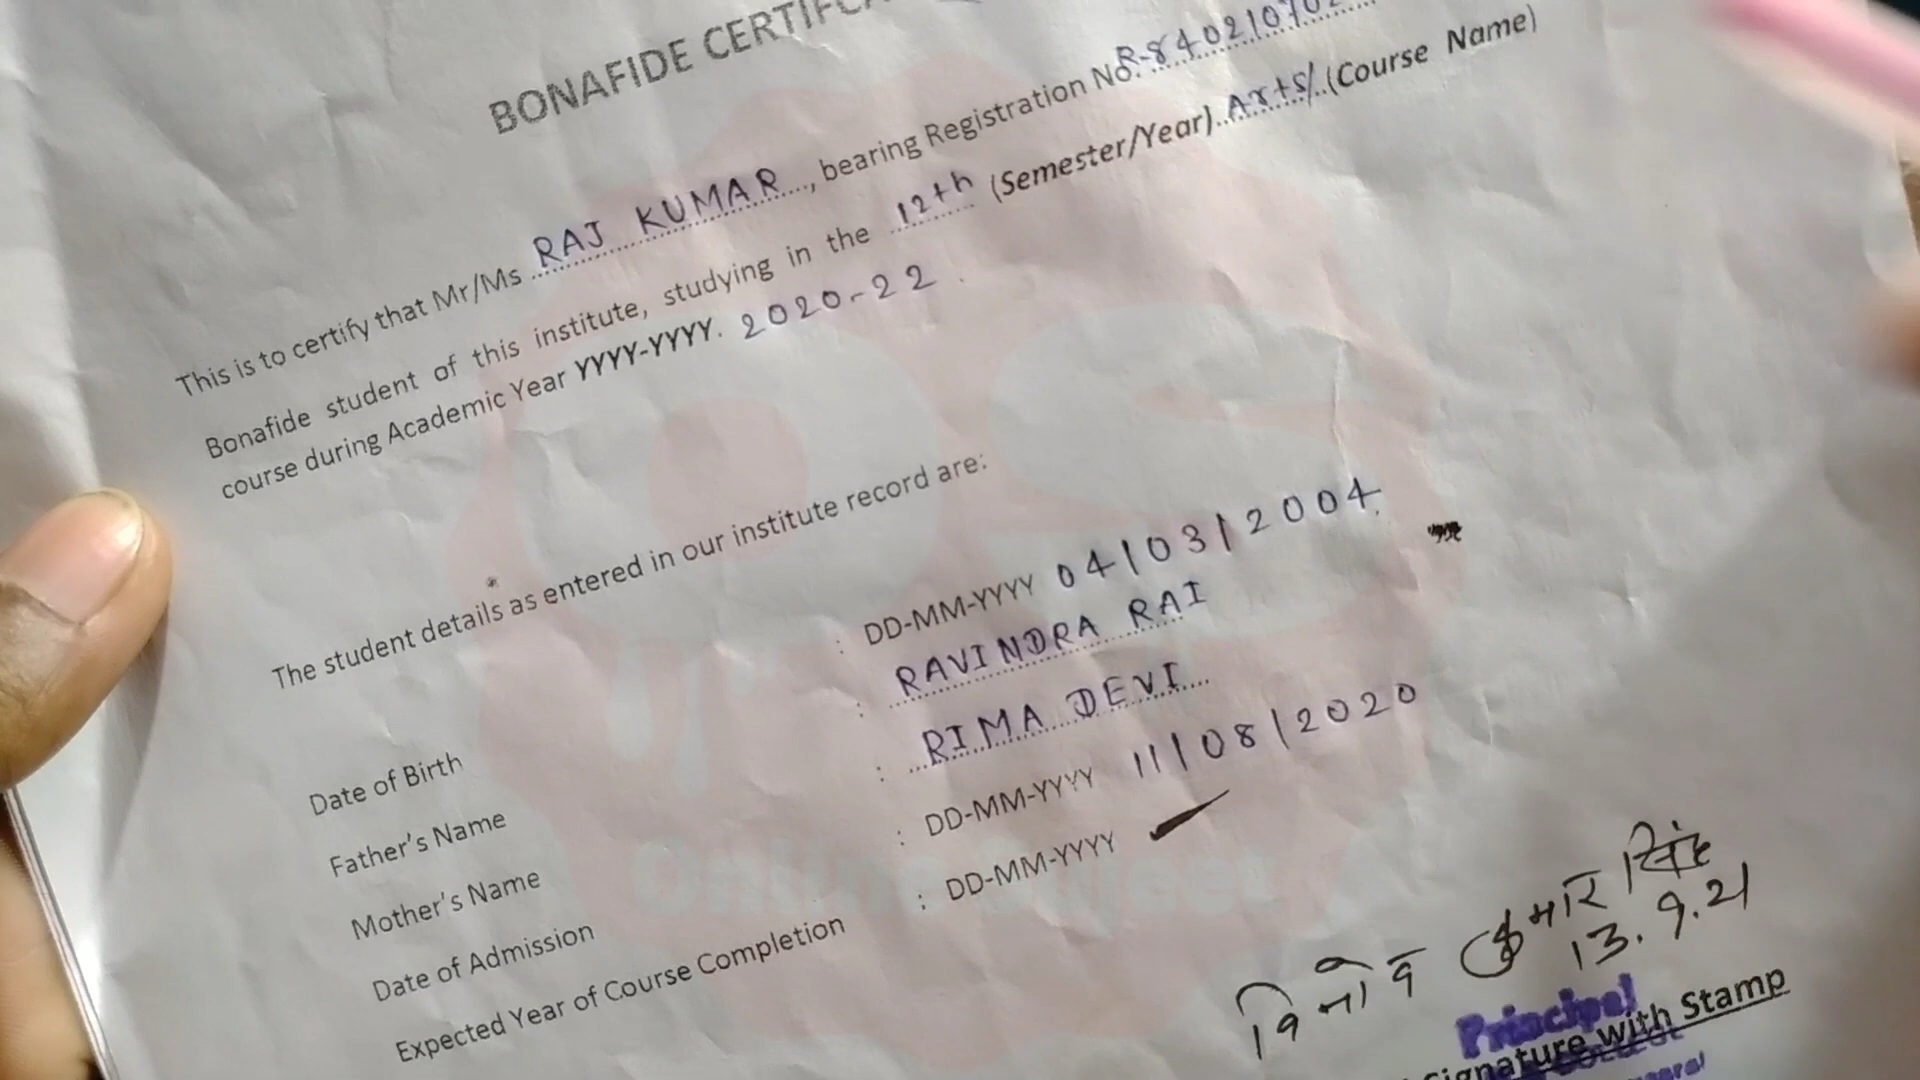 BONAFIDE
This is to certify that Mr/Ms RAJ KUMAR, bearing Registration No. R-840210702
Bonafide student of this institute, studying in the 12th (Semester/Year) Arts (Course Name)
course during Academic Year YYYY-YYYY. 2020-22.
The student details as entered in our institute record are:
Date of Birth : DD-MM-YYYY 04/03/2004
Father's Name : RAVINDRA RAI
Mother's Name : RIMA DEVI
Date of Admission : DD-MM-YYYY 11/08/2020
Expected Year of Course Completion : DD-MM-YYYY
विनोद कुमार सिंह
13.9.21
Principal
Signature with Stamp